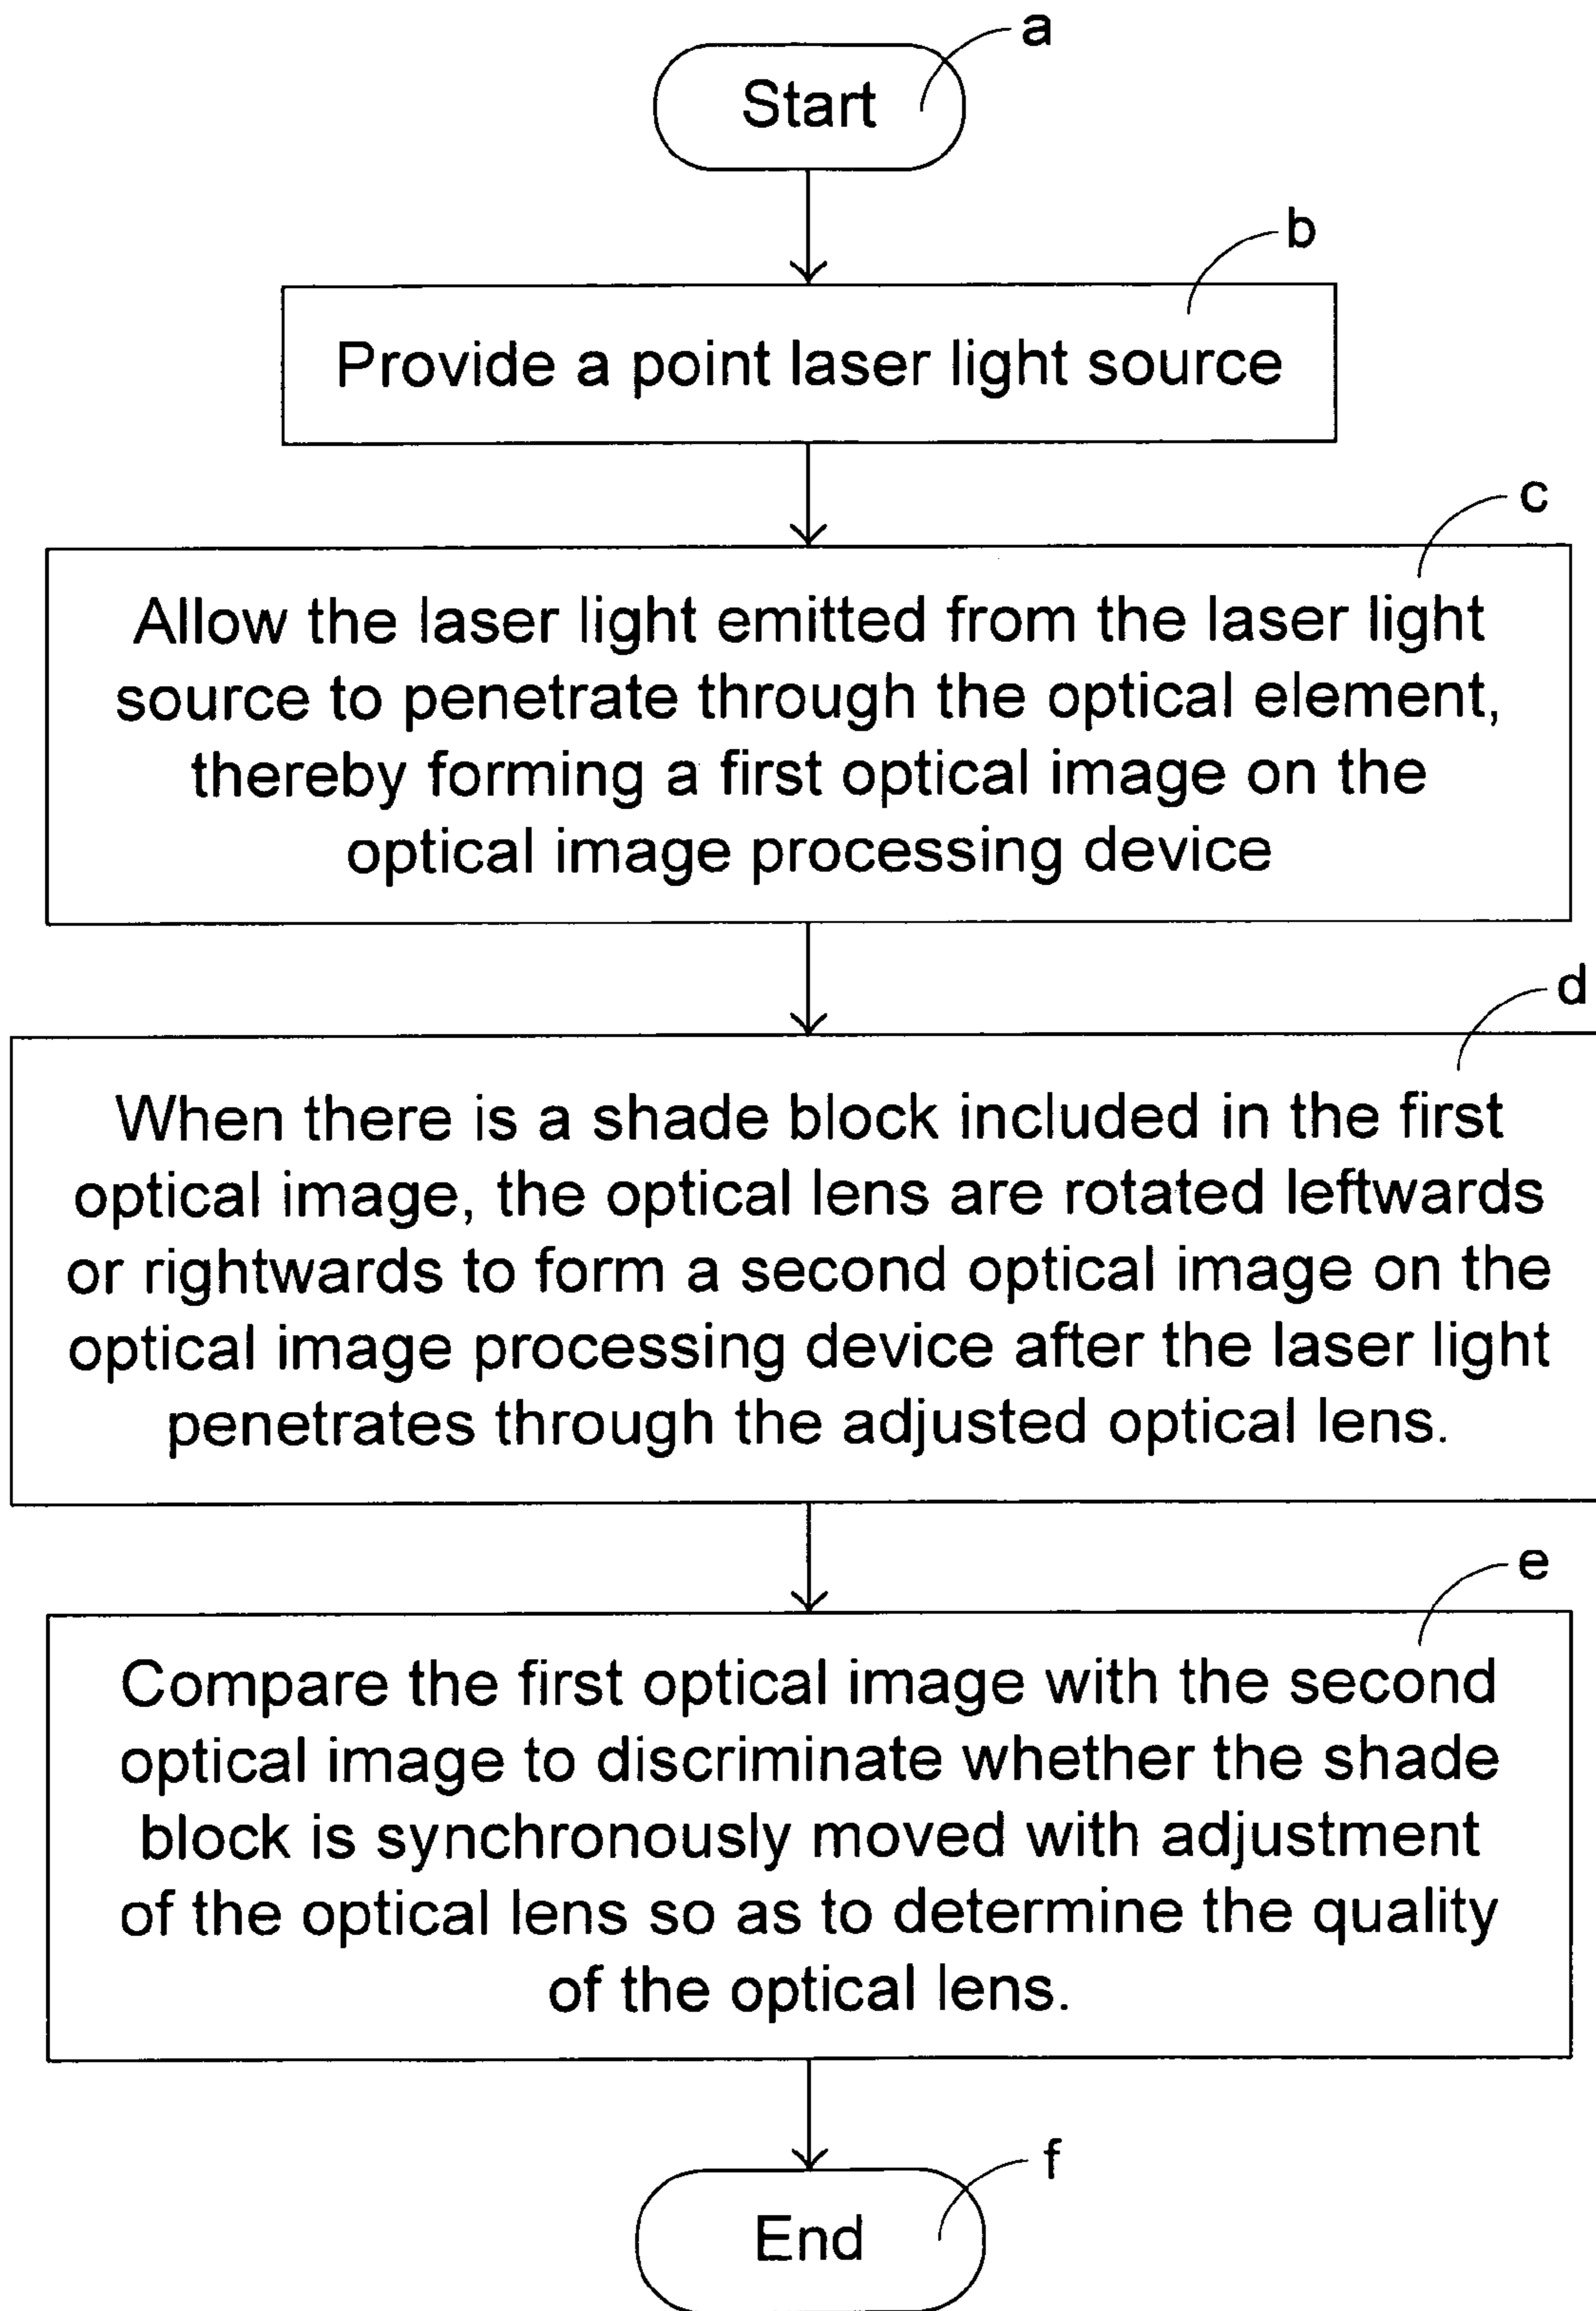 a
Start
b
Provide a point laser light source
c
Allow the laser light emitted from the laser light
source to penetrate through the optical element,
thereby forming a first optical image on the
optical image processing device
d
When there is a shade block included in the first
optical image, the optical lens are rotated leftwards
or rightwards to form a second optical image on the
optical image processing device after the laser light
penetrates through the adjusted optical lens.
e
Compare the first optical image with the second
optical image to discriminate whether the shade
block is synchronously moved with adjustment
of the optical lens so as to determine the quality
of the optical lens.
f
End